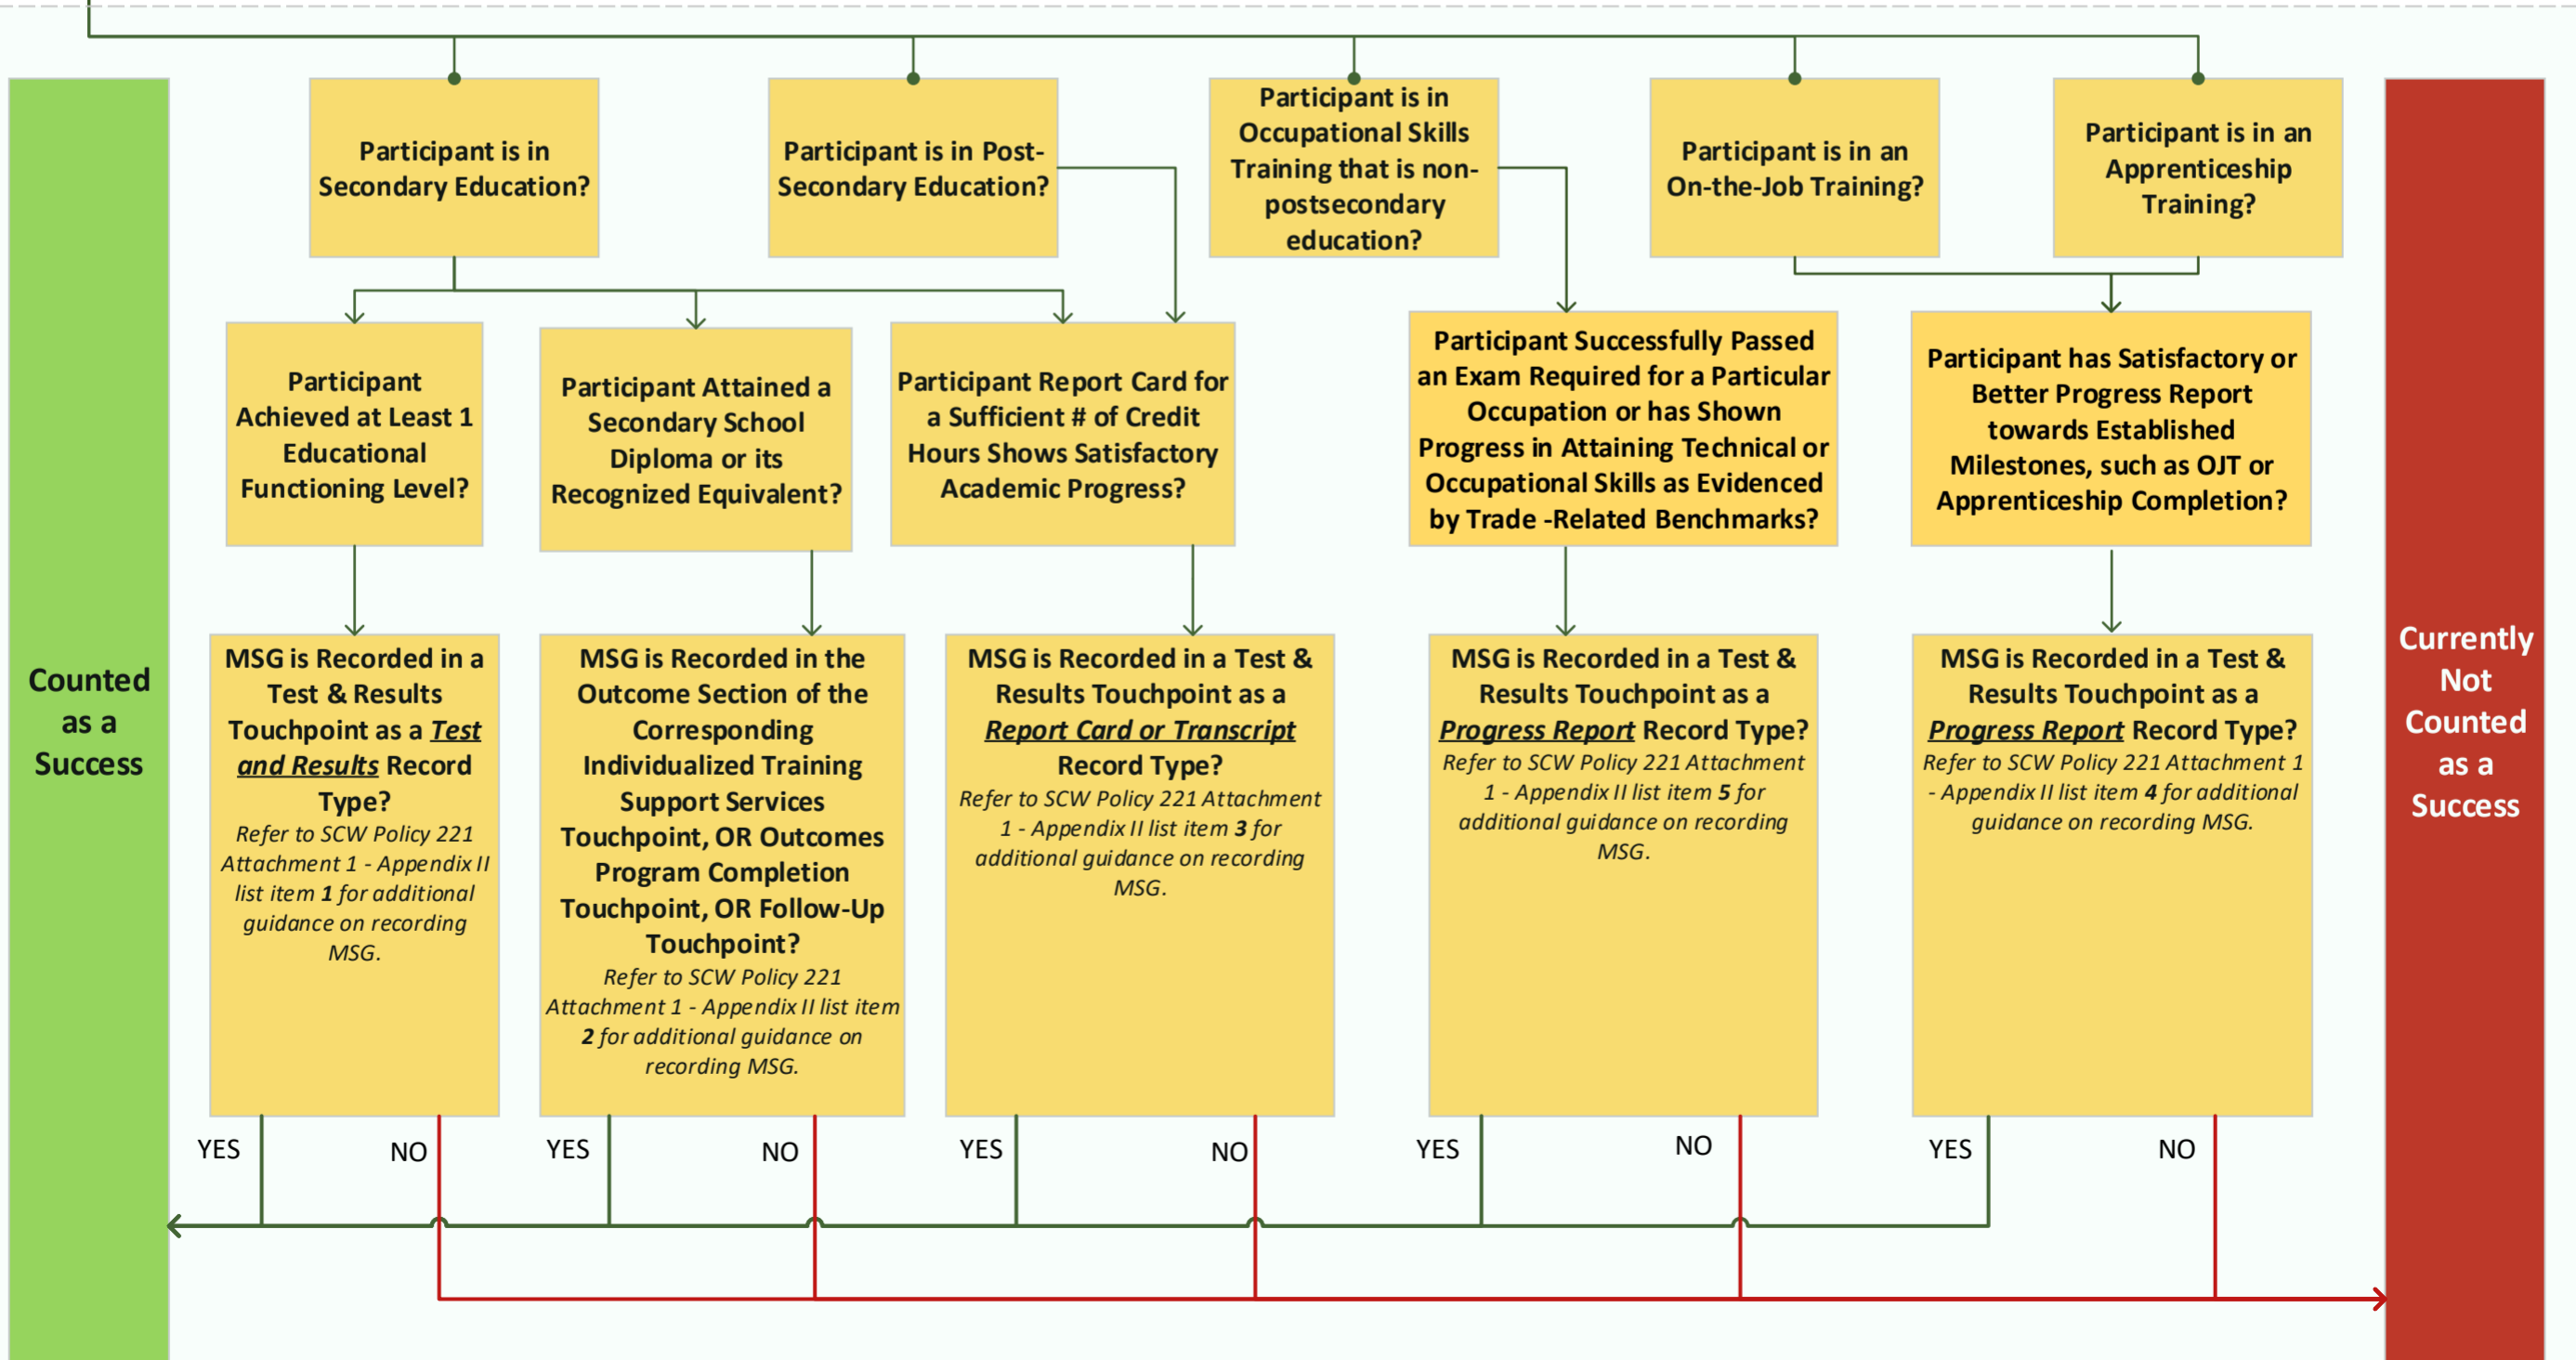 Participant is in
Secondary Education?
Participant is in Post-
Secondary Education?
Participant is in
Occupational Skills
Training that is non-
postsecondary
education?
Participant is in an
On-the-Job Training?
Participant is in an
Apprenticeship
Training?
Participant
Achieved at Least 1
Educational
Functioning Level?
Participant Attained a
Secondary School
Diploma or its
Recognized Equivalent?
Participant Report Card for
a Sufficient # of Credit
Hours Shows Satisfactory
Academic Progress?
Participant Successfully Passed
an Exam Required for a Particular
Occupation or has Shown
Progress in Attaining Technical or
Occupational Skills as Evidenced
by Trade -Related Benchmarks?
Participant has Satisfactory or
Better Progress Report
towards Established
Milestones, such as OJT or
Apprenticeship Completion?
Counted
as a
Success
MSG is Recorded in a
Test & Results
Touchpoint as a Test
and Results Record
Type?
Refer to SCW Policy 221
Attachment 1 - Appendix II
list item 1 for additional
guidance on recording
MSG.
MSG is Recorded in the
Outcome Section of the
Corresponding
Individualized Training
Support Services
Touchpoint, OR Outcomes
Program Completion
Touchpoint, OR Follow-Up
Touchpoint?
Refer to SCW Policy 221
Attachment 1 - Appendix II list item
2 for additional guidance on
recording MSG.
MSG is Recorded in a Test &
Results Touchpoint as a
Report Card or Transcript
Record Type?
Refer to SCW Policy 221 Attachment
1 - Appendix II list item 3 for
additional guidance on recording
MSG.
MSG is Recorded in a Test &
Results Touchpoint as a
Progress Report Record Type?
Refer to SCW Policy 221 Attachment
1 - Appendix II list item 5 for
additional guidance on recording
MSG.
MSG is Recorded in a Test &
Results Touchpoint as a
Progress Report Record Type?
Refer to SCW Policy 221 Attachment 1
- Appendix II list item 4 for additional
guidance on recording MSG.
Currently
Not
Counted
as a
Success
YES
NO
YES
NO
YES
NO
YES
NO
YES
NO